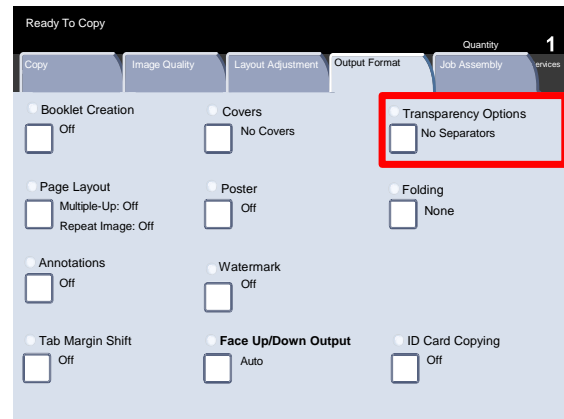 Ready To Copy
Quantity 1
Copy Image Quality Layout Adjustment Output Format Job Assembly ervices
Booklet Creation
Off
Covers
No Covers
Transparency Options
No Separators
Page Layout
Multiple-Up: Off
Repeat Image: Off
Poster
Off
Folding
None
Annotations
Off
Watermark
Off
Tab Margin Shift
Off
Face Up/Down Output
Auto
ID Card Copying
Off